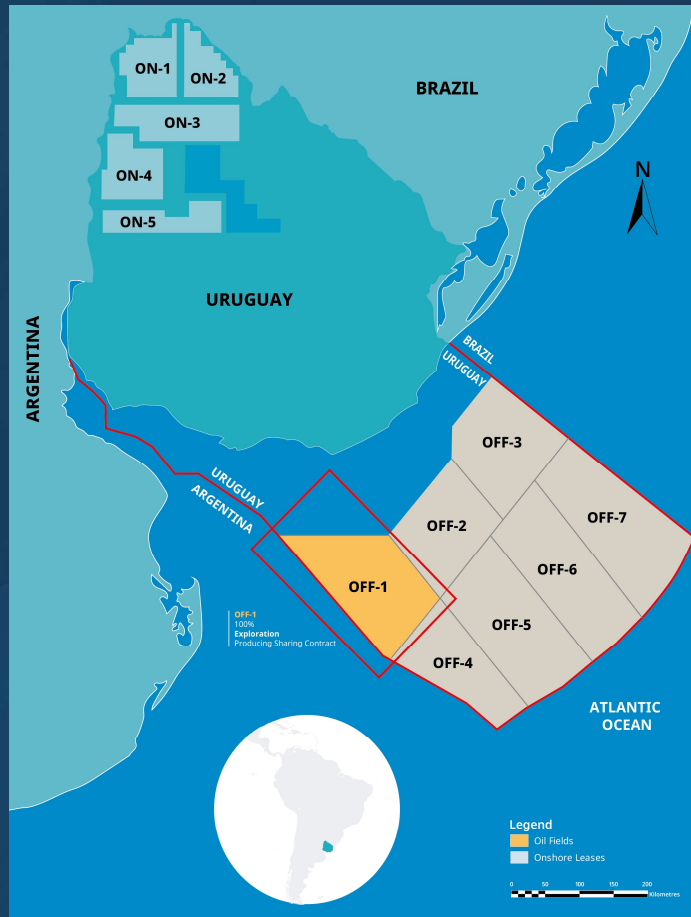 ON-1
ON-2
BRAZIL
ON-3
N
ON-4
ON-5
URUGUAY
ARGENTINA
BRAZIL
URUGUAY
OFF-3
URUGUAY
ARGENTINA
OFF-2
OFF-7
OFF-6
OFF-1
OFF-1
100%
Exploration
Producing Sharing Contract
OFF-5
OFF-4
ATLANTIC
OCEAN
Legend
Oil Fields
Onshore Leases
0 50 100 150 200
Kilometres